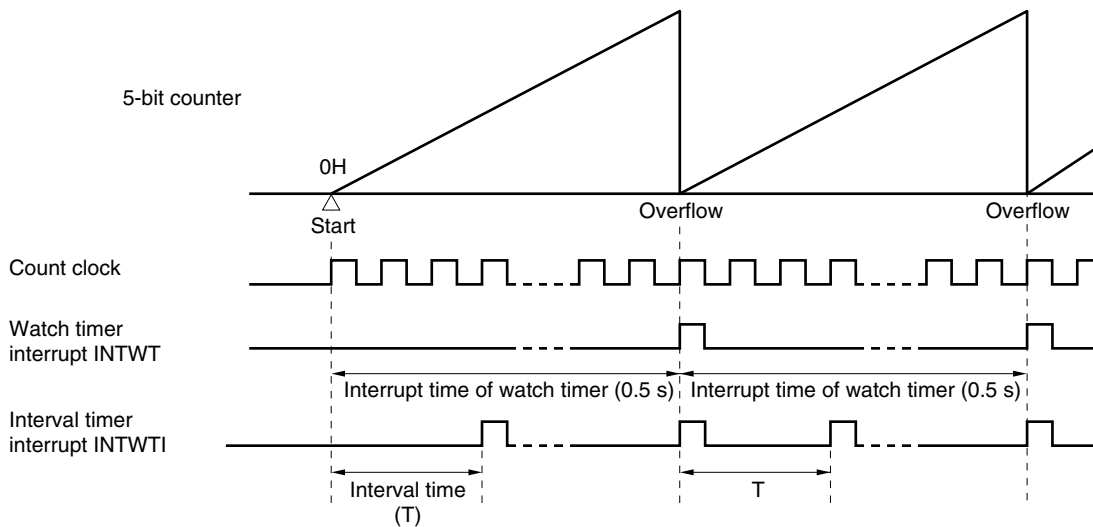 5-bit counter
0H
Start
Overflow
Overflow
Count clock
Watch timer
interrupt INTWT
Interrupt time of watch timer (0.5 s)
Interrupt time of watch timer (0.5 s)
Interval timer
interrupt INTWTI
Interval time
(T)
T